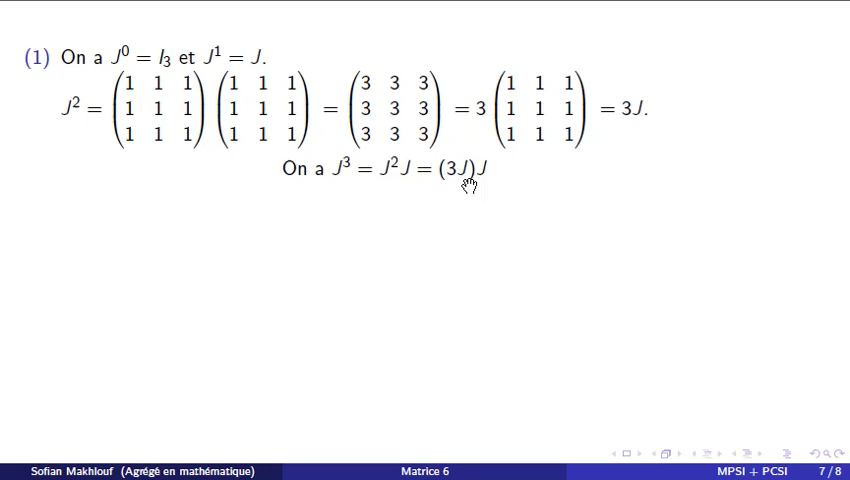 (1) On a J⁰ = I₃ et J¹ = J.
J² = (1 1 1 / 1 1 1 / 1 1 1) (1 1 1 / 1 1 1 / 1 1 1) = (3 3 3 / 3 3 3 / 3 3 3) = 3 (1 1 1 / 1 1 1 / 1 1 1) = 3J.
On a J³ = J²J = (3J)J
Sofian Makhlouf (Agrégé en mathématique) Matrice 6 MPSI + PCSI 7 / 8